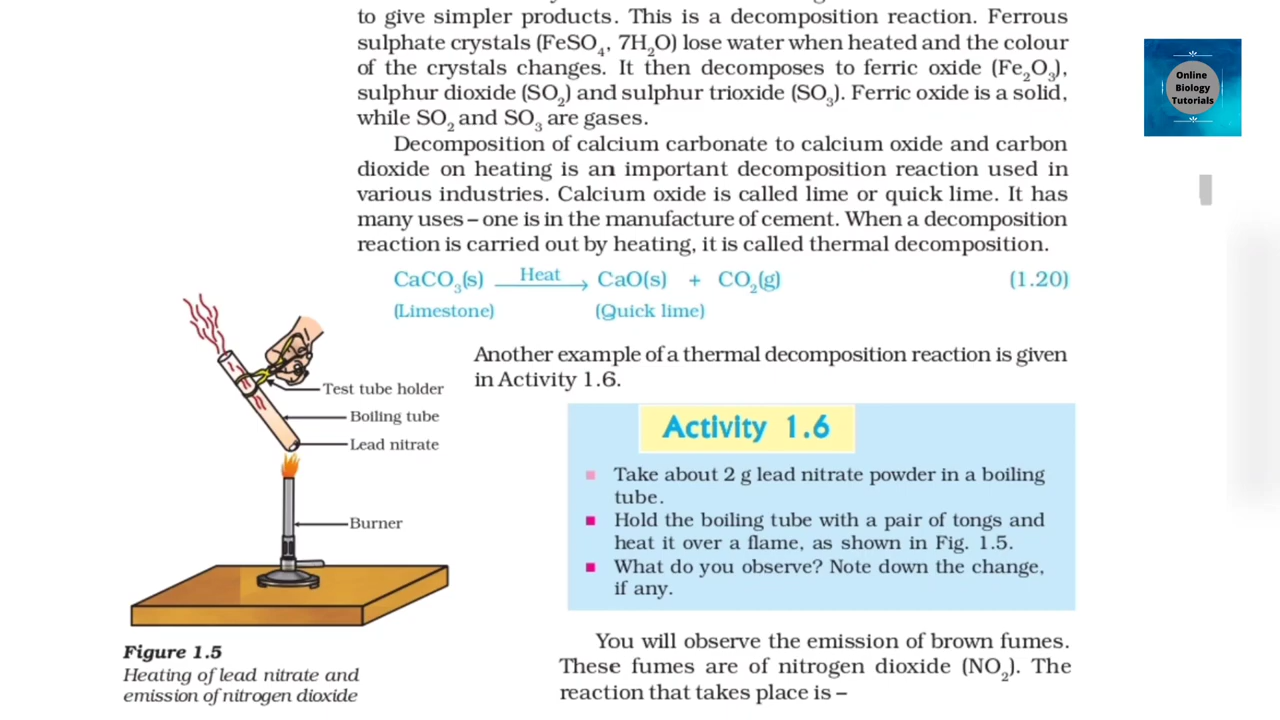 to give simpler products. This is a decomposition reaction. Ferrous
sulphate crystals (FeSO₄, 7H₂O) lose water when heated and the colour
of the crystals changes. It then decomposes to ferric oxide (Fe₂O₃),
sulphur dioxide (SO₂) and sulphur trioxide (SO₃). Ferric oxide is a solid,
while SO₂ and SO₃ are gases.
Decomposition of calcium carbonate to calcium oxide and carbon
dioxide on heating is an important decomposition reaction used in
various industries. Calcium oxide is called lime or quick lime. It has
many uses – one is in the manufacture of cement. When a decomposition
reaction is carried out by heating, it is called thermal decomposition.
CaCO₃(s) Heat → CaO(s) + CO₂(g) (1.20)
(Limestone) (Quick lime)
Another example of a thermal decomposition reaction is given
in Activity 1.6.
Test tube holder
Boiling tube
Lead nitrate
Burner
Figure 1.5
Heating of lead nitrate and
emission of nitrogen dioxide
Activity 1.6
Take about 2 g lead nitrate powder in a boiling
tube.
Hold the boiling tube with a pair of tongs and
heat it over a flame, as shown in Fig. 1.5.
What do you observe? Note down the change,
if any.
You will observe the emission of brown fumes.
These fumes are of nitrogen dioxide (NO₂). The
reaction that takes place is –
Online
Biology
Tutorials